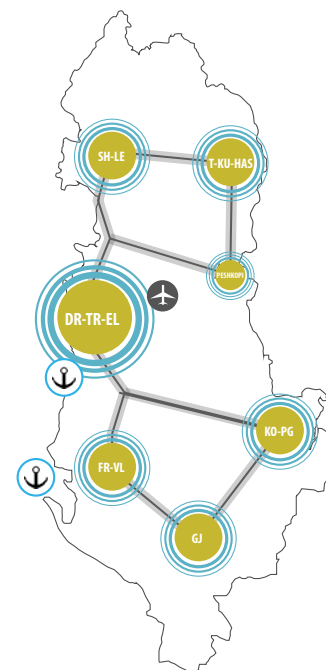 SH-LE
T-KU-HAS
PESHKOPI
DR-TR-EL
KO-PG
FR-VL
GJ